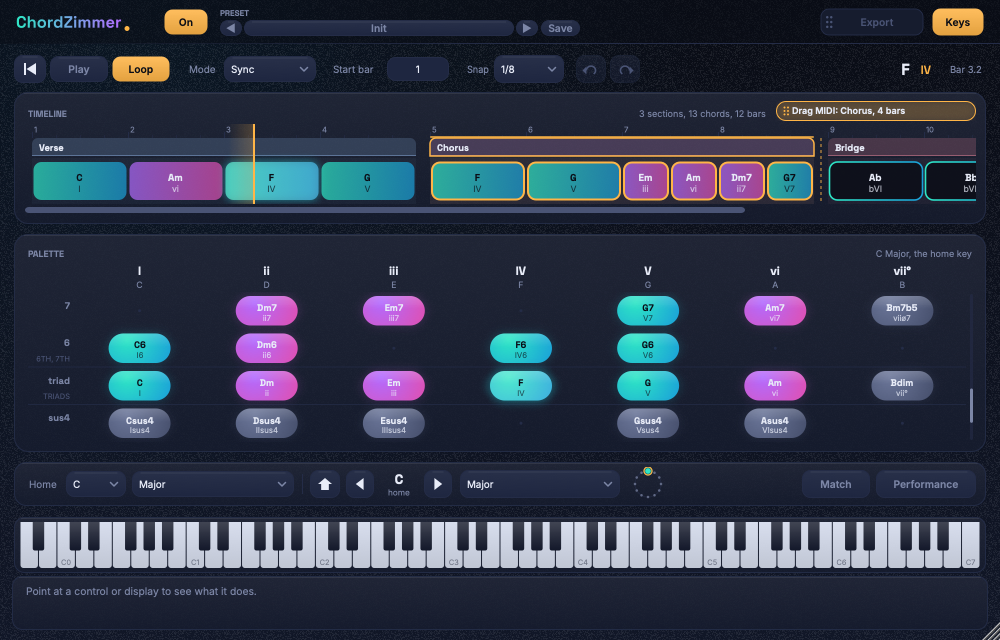 ChordZimmer.
On
PRESET
Init
Save
Export
Keys
Play
Loop
Mode
Sync
Start bar
1
Snap
1/8
F IV Bar 3.2
TIMELINE
3 sections, 13 chords, 12 bars
Drag MIDI: Chorus, 4 bars
1 2 3 4 5 6 7 8 9 10
Verse Chorus Bridge
C Am F G F G Em Am Dm7 G7 Ab Bb
I vi IV V IV V iii vi ii7 V7 bVI
PALETTE
C Major, the home key
I ii iii IV V vi vii°
C D E F G A B
7 Dm7 Em7 G7 Am7 Bm7b5
ii7 iii7 V7 vi7 viiø7
6 C6 Dm6 F6 G6
6TH, 7TH I6 ii6 IV6 V6
triad C Dm Em F G Am Bdim
TRIADS I ii iii IV V vi vii°
sus4 Csus4 Dsus4 Esus4 Gsus4 Asus4
Isus4 IIsus4 IIIsus4 Vsus4 VIsus4
Home
C
Major
C
home
Major
Match
Performance
C0 C1 C2 C3 C4 C5 C6 C7
Point at a control or display to see what it does.